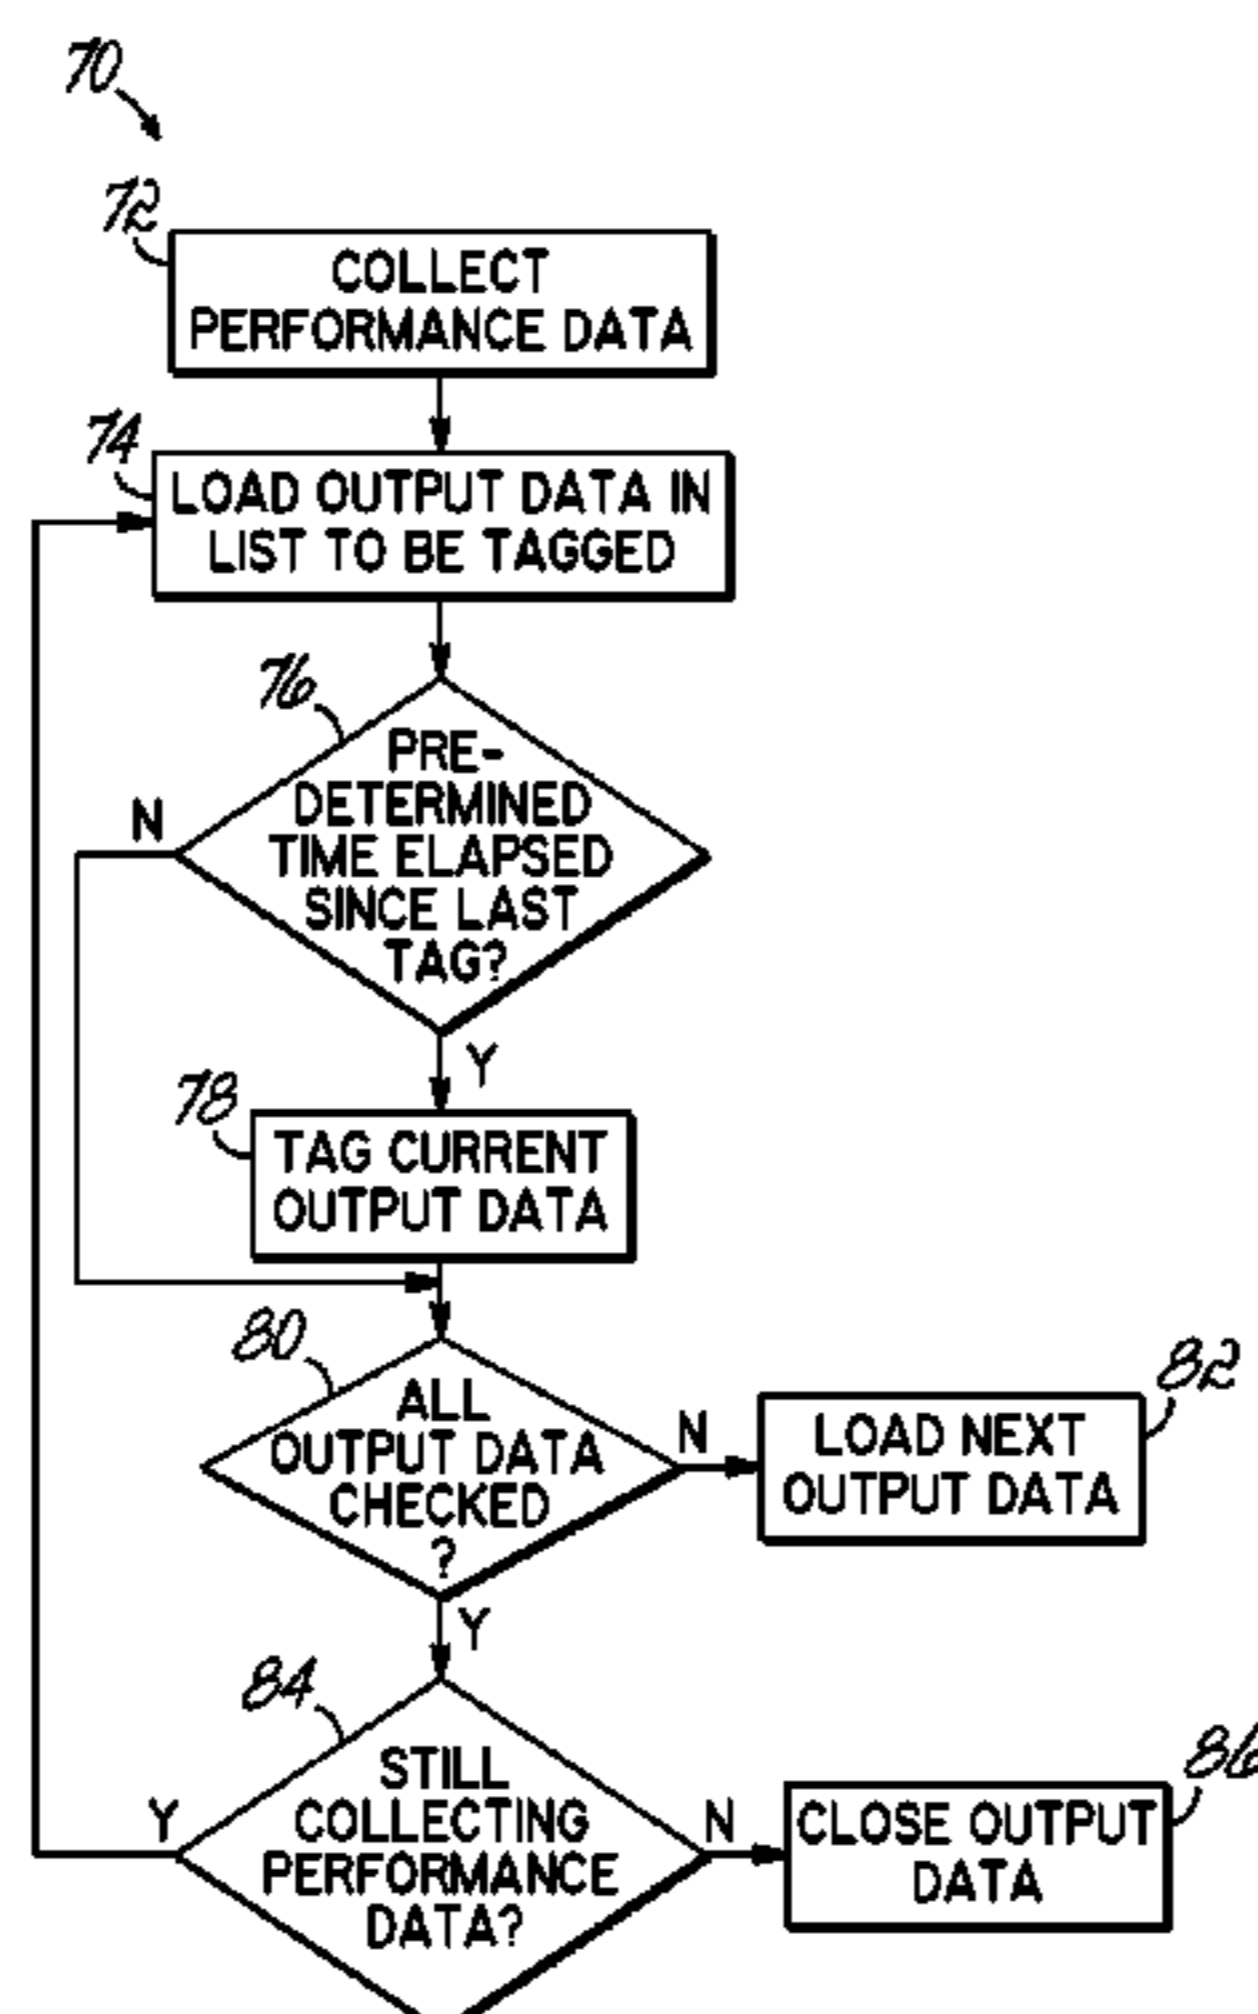 70
72
COLLECT
PERFORMANCE DATA
74
LOAD OUTPUT DATA IN
LIST TO BE TAGGED
76
PRE-
DETERMINED
TIME ELAPSED
SINCE LAST
TAG?
N
Y
78
TAG CURRENT
OUTPUT DATA
80
ALL
OUTPUT DATA
CHECKED
?
N
82
LOAD NEXT
OUTPUT DATA
Y
84
STILL
COLLECTING
PERFORMANCE
DATA?
Y
N
86
CLOSE OUTPUT
DATA